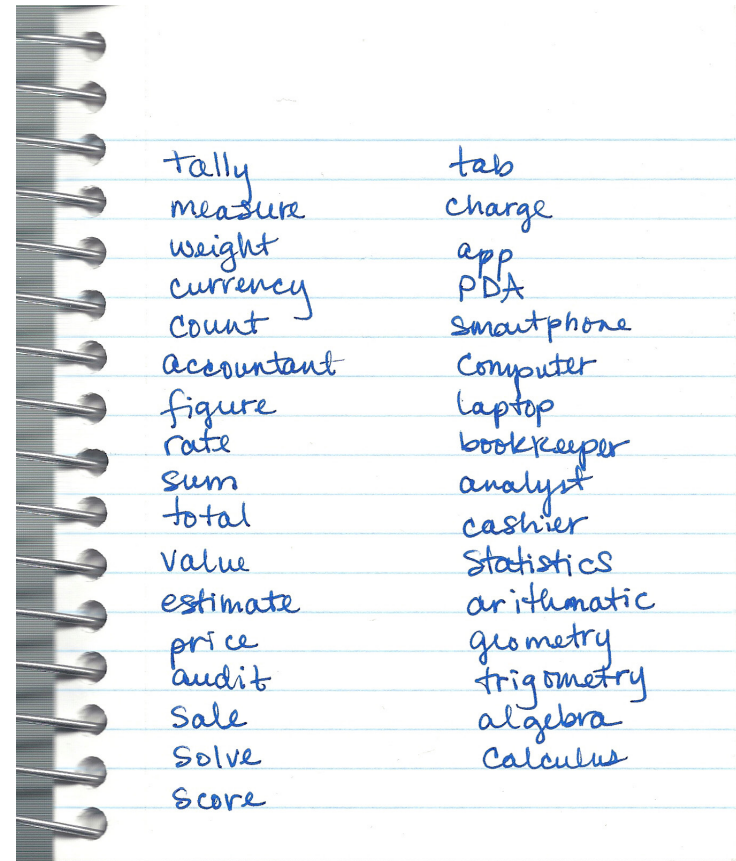 tally
measure
weight
currency
count
accountant
figure
rate
sum
total
value
estimate
price
audit
sale
solve
score
tab
charge
app
PDA
smartphone
computer
laptop
bookkeeper
analyst
cashier
statistics
arithmatic
geometry
trigometry
algebra
calculus